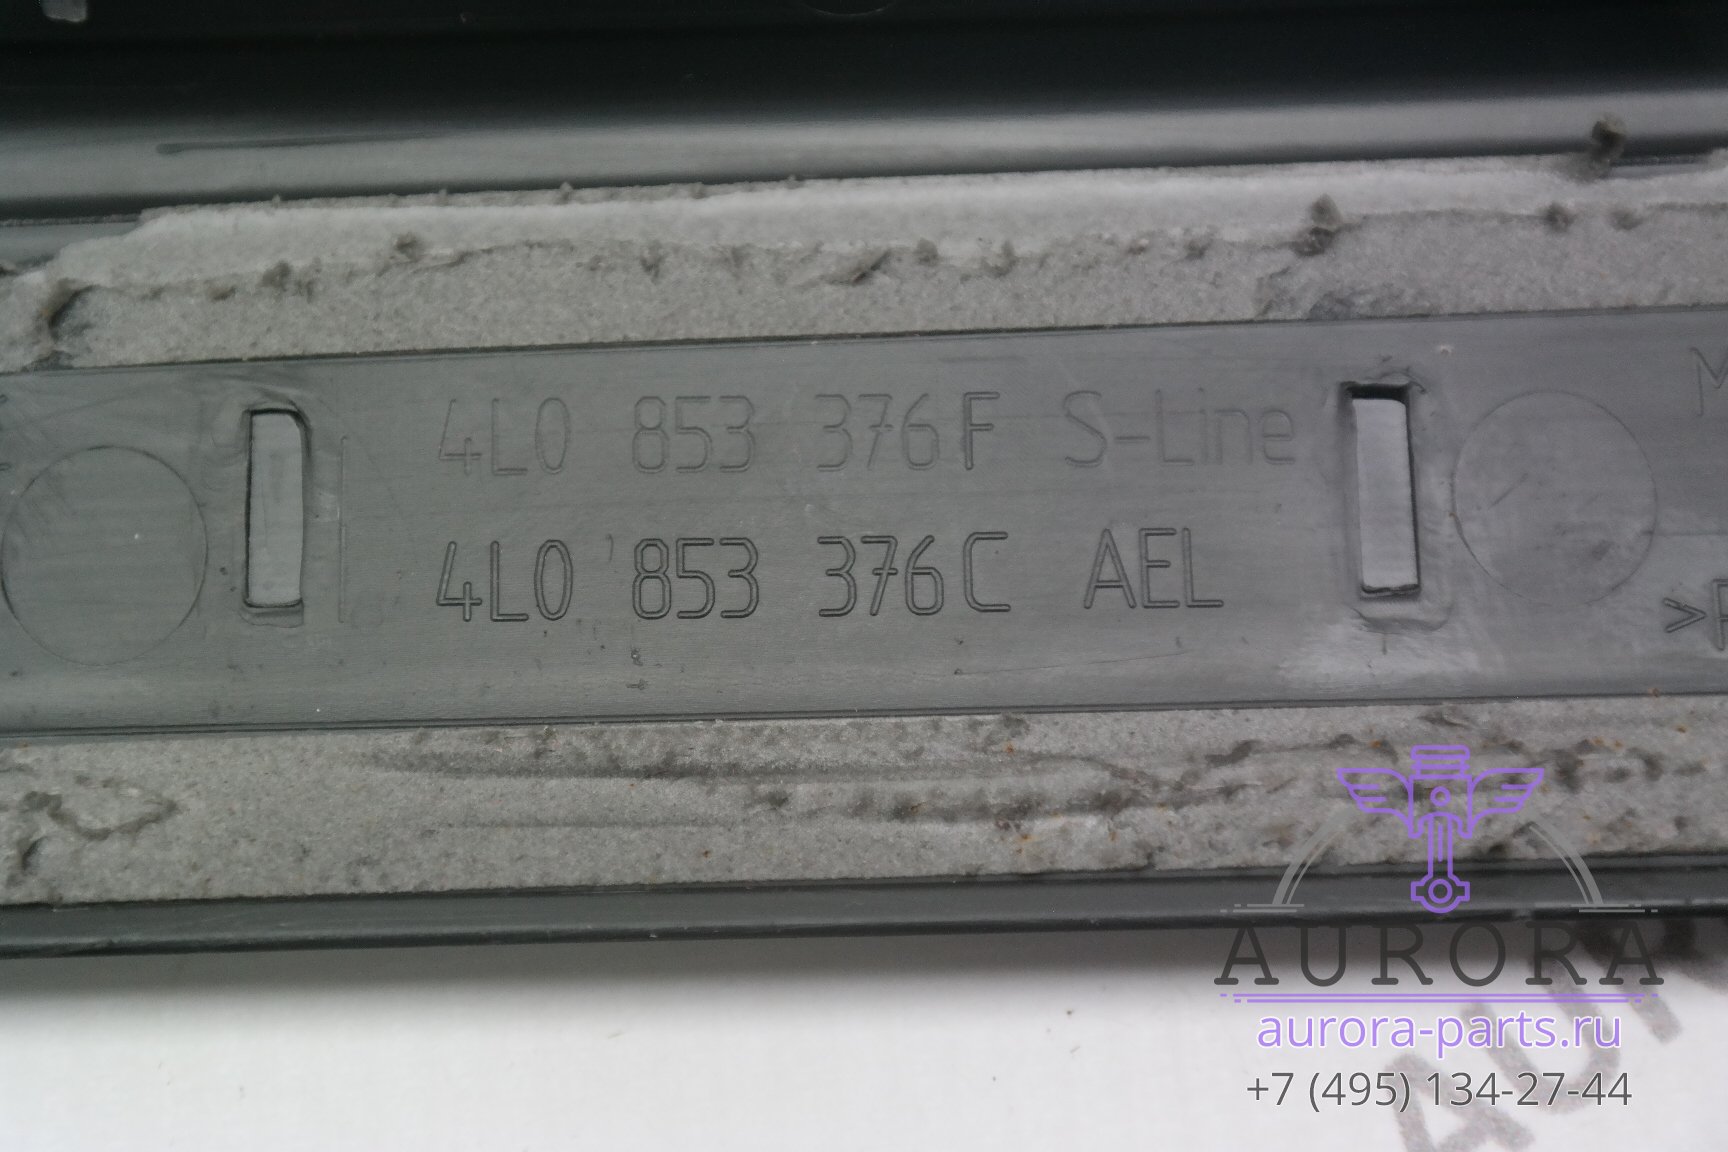 4L0 853 376 F S-Line
4L0 853 376 C AEL
AURORA
aurora-parts.ru
+7 (495) 134-27-44